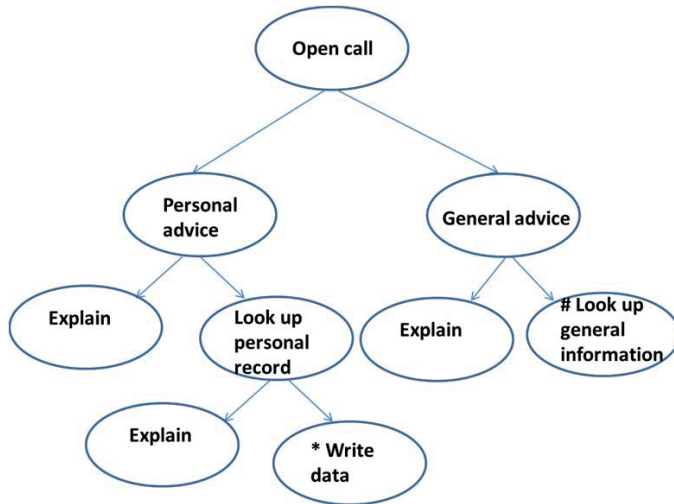 Open call
Personal
advice
General advice
Explain
Look up
personal
record
Explain
# Look up
general
information
Explain
* Write
data